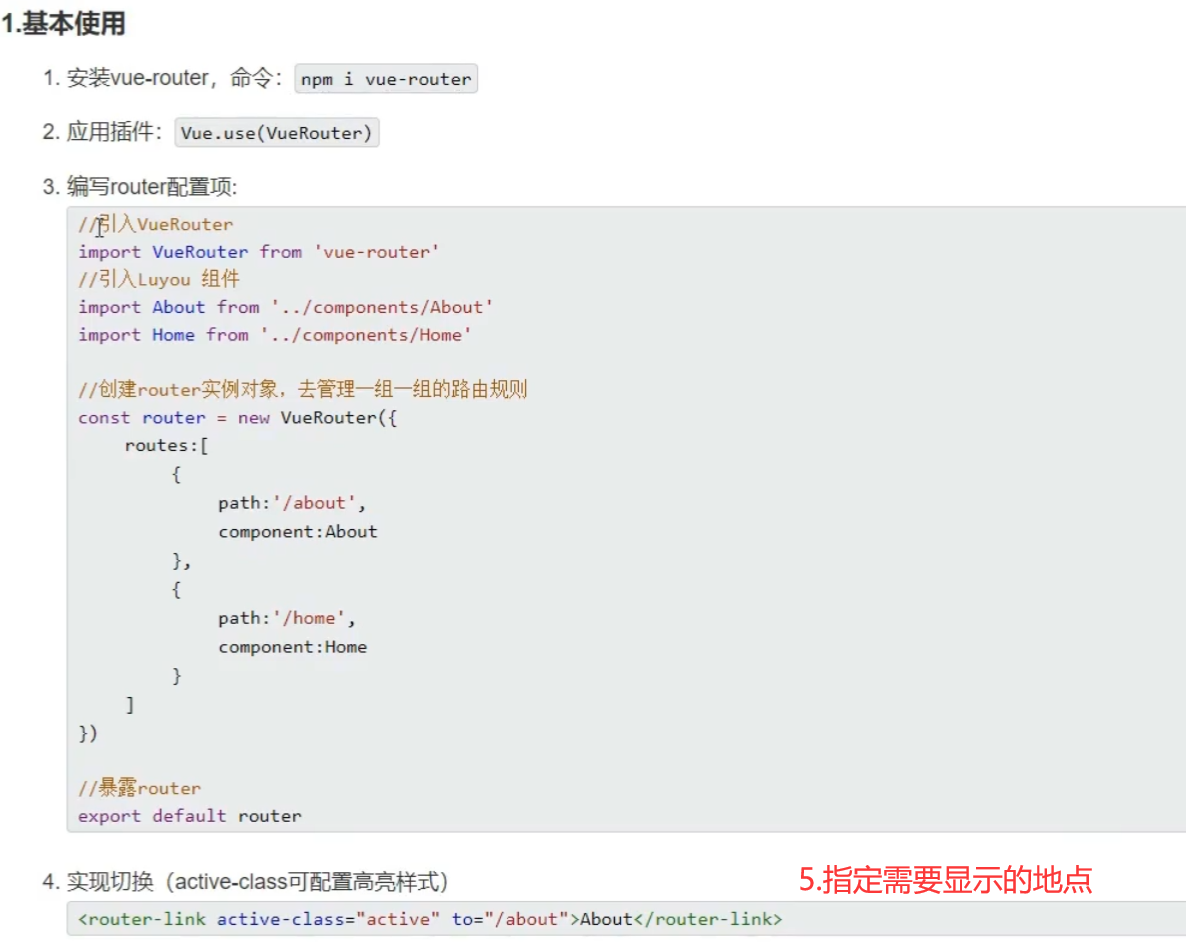 1.基本使用
1. 安装vue-router，命令： npm i vue-router
2. 应用插件： Vue.use(VueRouter)
3. 编写router配置项:
//引入VueRouter
import VueRouter from 'vue-router'
//引入Luyou 组件
import About from '../components/About'
import Home from '../components/Home'
//创建router实例对象，去管理一组一组的路由规则
const router = new VueRouter({
routes:[
{
path:'/about',
component:About
},
{
path:'/home',
component:Home
}
]
})
//暴露router
export default router
4. 实现切换（active-class可配置高亮样式）
5.指定需要显示的地点
<router-link active-class="active" to="/about">About</router-link>